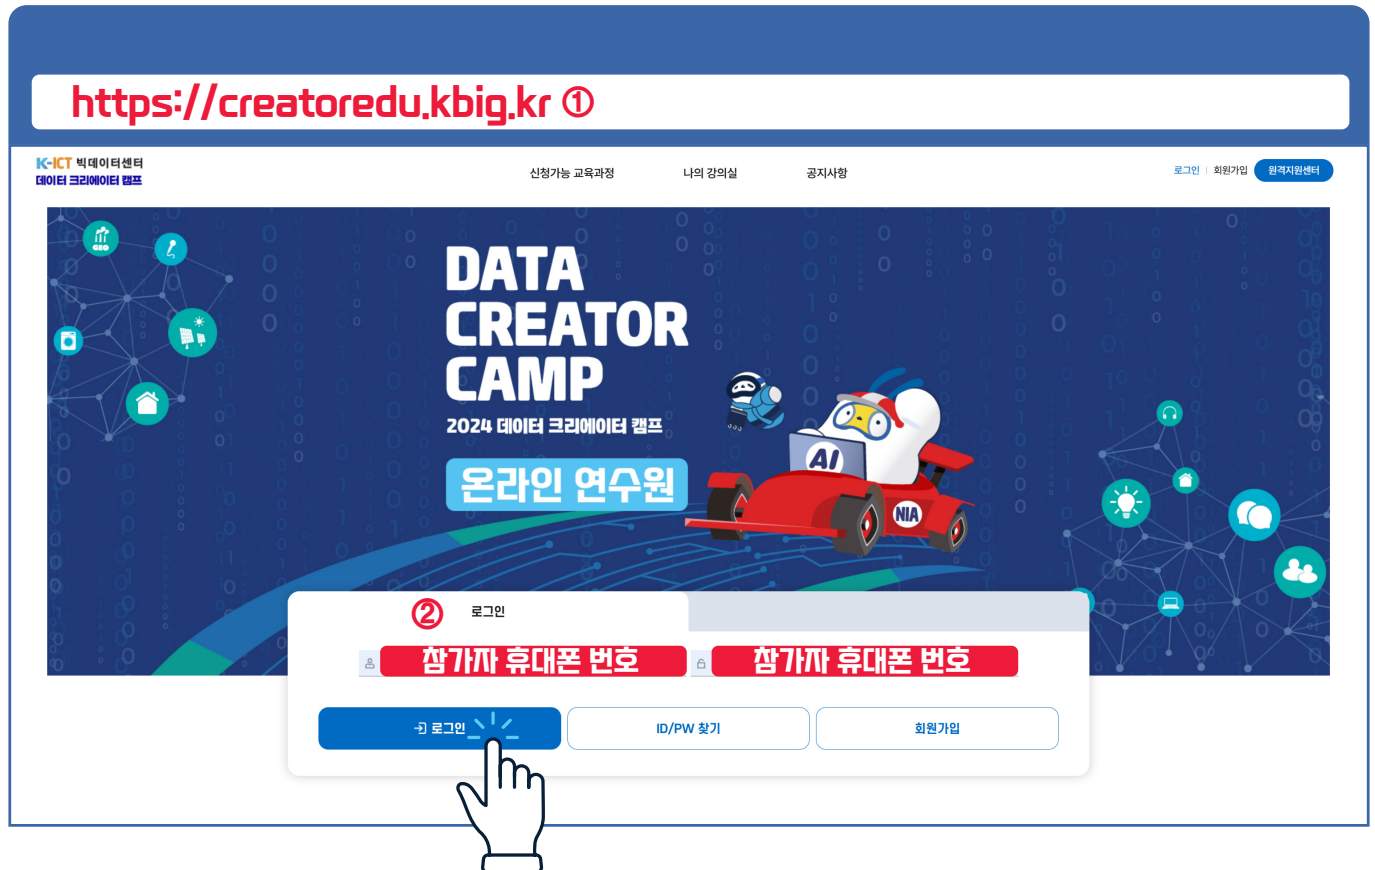 https://creatoredu.kbig.kr ①
K-ICT 빅데이터센터
데이터 크리에이터 캠프
신청가능 교육과정 나의 강의실 공지사항
로그인 회원가입 원격지원센터
GEO
DATA
CREATOR
CAMP
2024 데이터 크리에이터 캠프
온라인 연수원
AI
NIA
② 로그인
참가자 휴대폰 번호 참가자 휴대폰 번호
로그인 ID/PW 찾기 회원가입